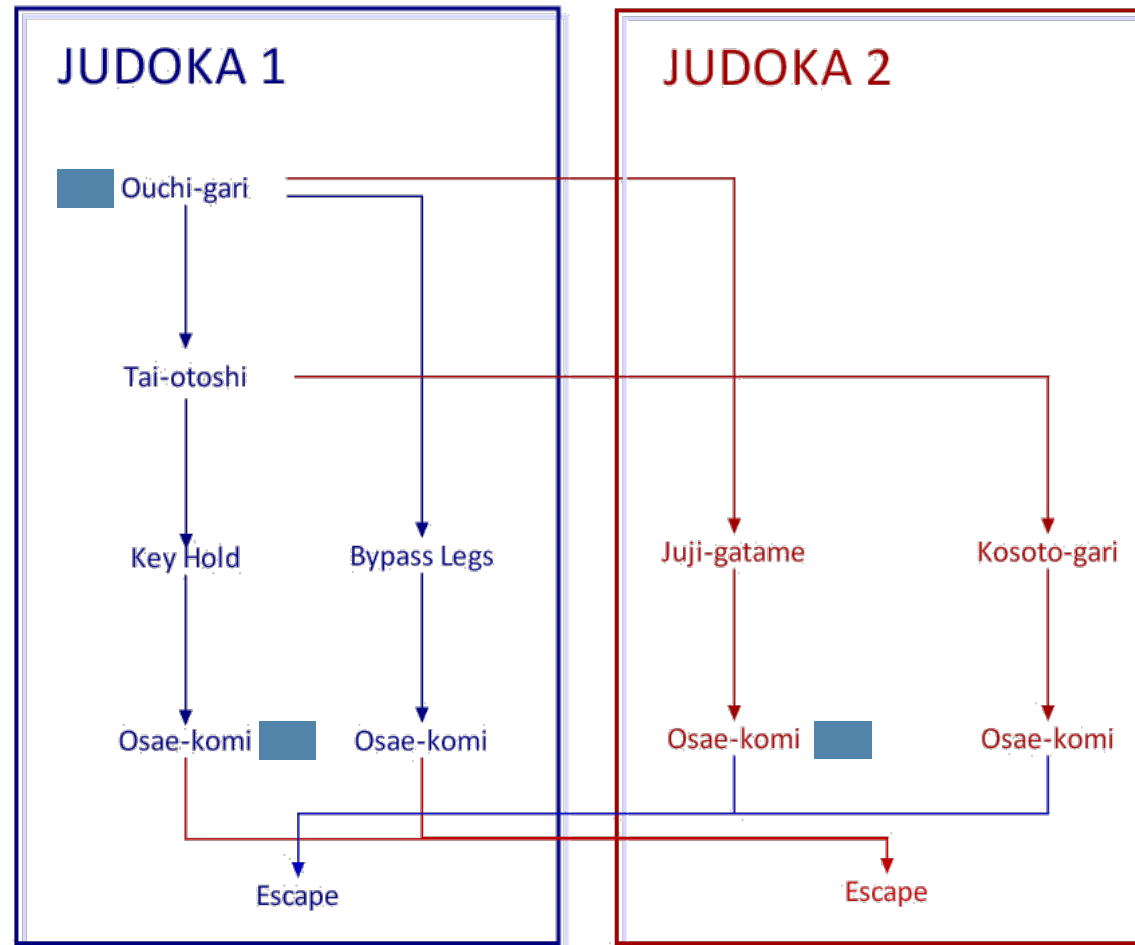 JUDOKA 1
JUDOKA 2
Ouchi-gari
Tai-otoshi
Key Hold
Bypass Legs
Juji-gatame
Kosoto-gari
Osae-komi
Osae-komi
Osae-komi
Osae-komi
Escape
Escape